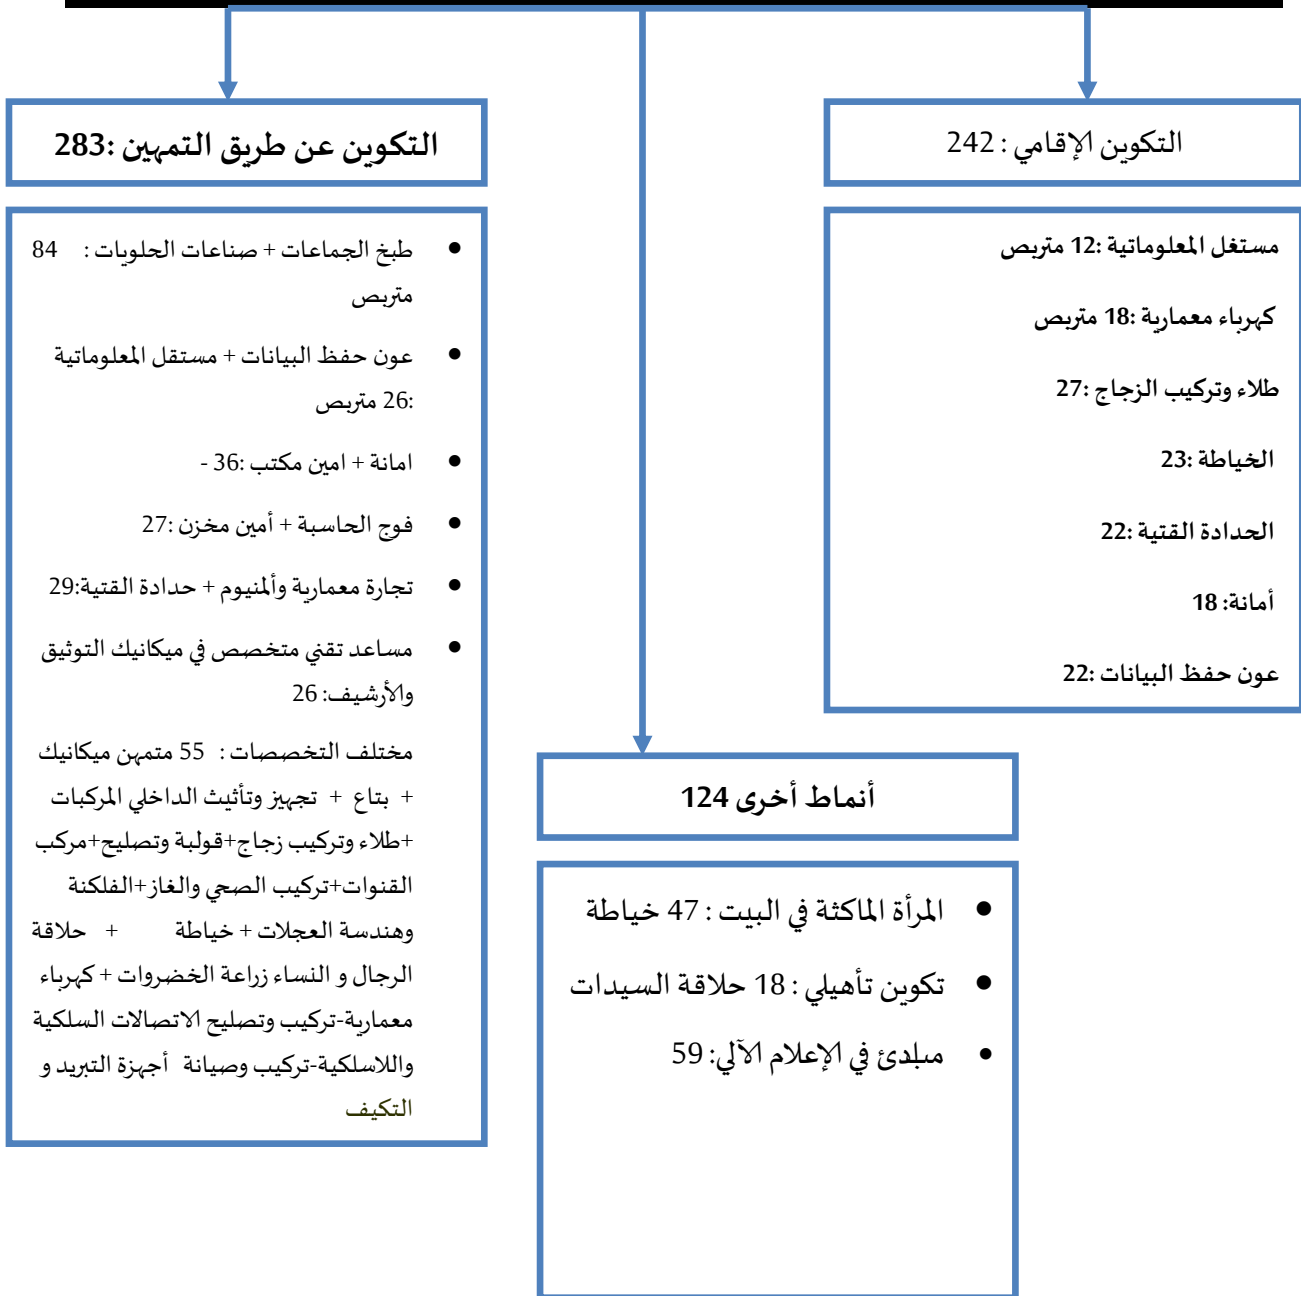 التكوين الإقامي : 242
مستغل المعلوماتية :12 متربص
كهرباء معمارية :18 متربص
طلاء وتركيب الزجاج :27
الخياطة :23
الحدادة القتية :22
أمانة: 18
عون حفظ البيانات :22
التكوين عن طريق التمهين :283
● طبخ الجماعات + صناعات الحلويات : 84
متربص
● عون حفظ البيانات + مستقل المعلوماتية
:26 متربص
● امانة + امين مكتب :36 -
● فوج الحاسبة + أمين مخزن :27
● تجارة معمارية وألمنيوم + حدادة القتية:29
● مساعد تقني متخصص في ميكانيك التوثيق
والأرشيف: 26
مختلف التخصصات : 55 متمهن ميكانيك
+ بتاع + تجهيز وتأثيث الداخلي المركبات
+طلاء وتركيب زجاج+قولبة وتصليح+مركب
القنوات+تركيب الصحي والغاز+الفلكنة
وهندسة العجلات + خياطة + حلاقة
الرجال و النساء زراعة الخضروات + كهرباء
معمارية-تركيب وتصليح الاتصالات السلكية
واللاسلكية-تركيب وصيانة أجهزة التبريد و
التكيف
أنماط أخرى 124
● المرأة الماكثة في البيت : 47 خياطة
● تكوين تأهيلي : 18 حلاقة السيدات
● مبلدئ في الإعلام الآلي: 59